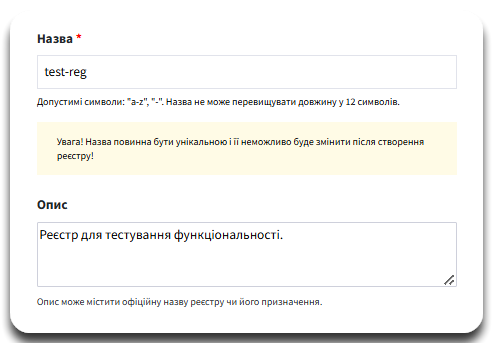 Назва *
test-reg
Допустимі символи: "a-z", "-". Назва не може перевищувати довжину у 12 символів.
Увага! Назва повинна бути унікальною і її неможливо буде змінити після створення
реєстру!
Опис
Реєстр для тестування функціональності.
Опис може містити офіційну назву реєстру чи його призначення.